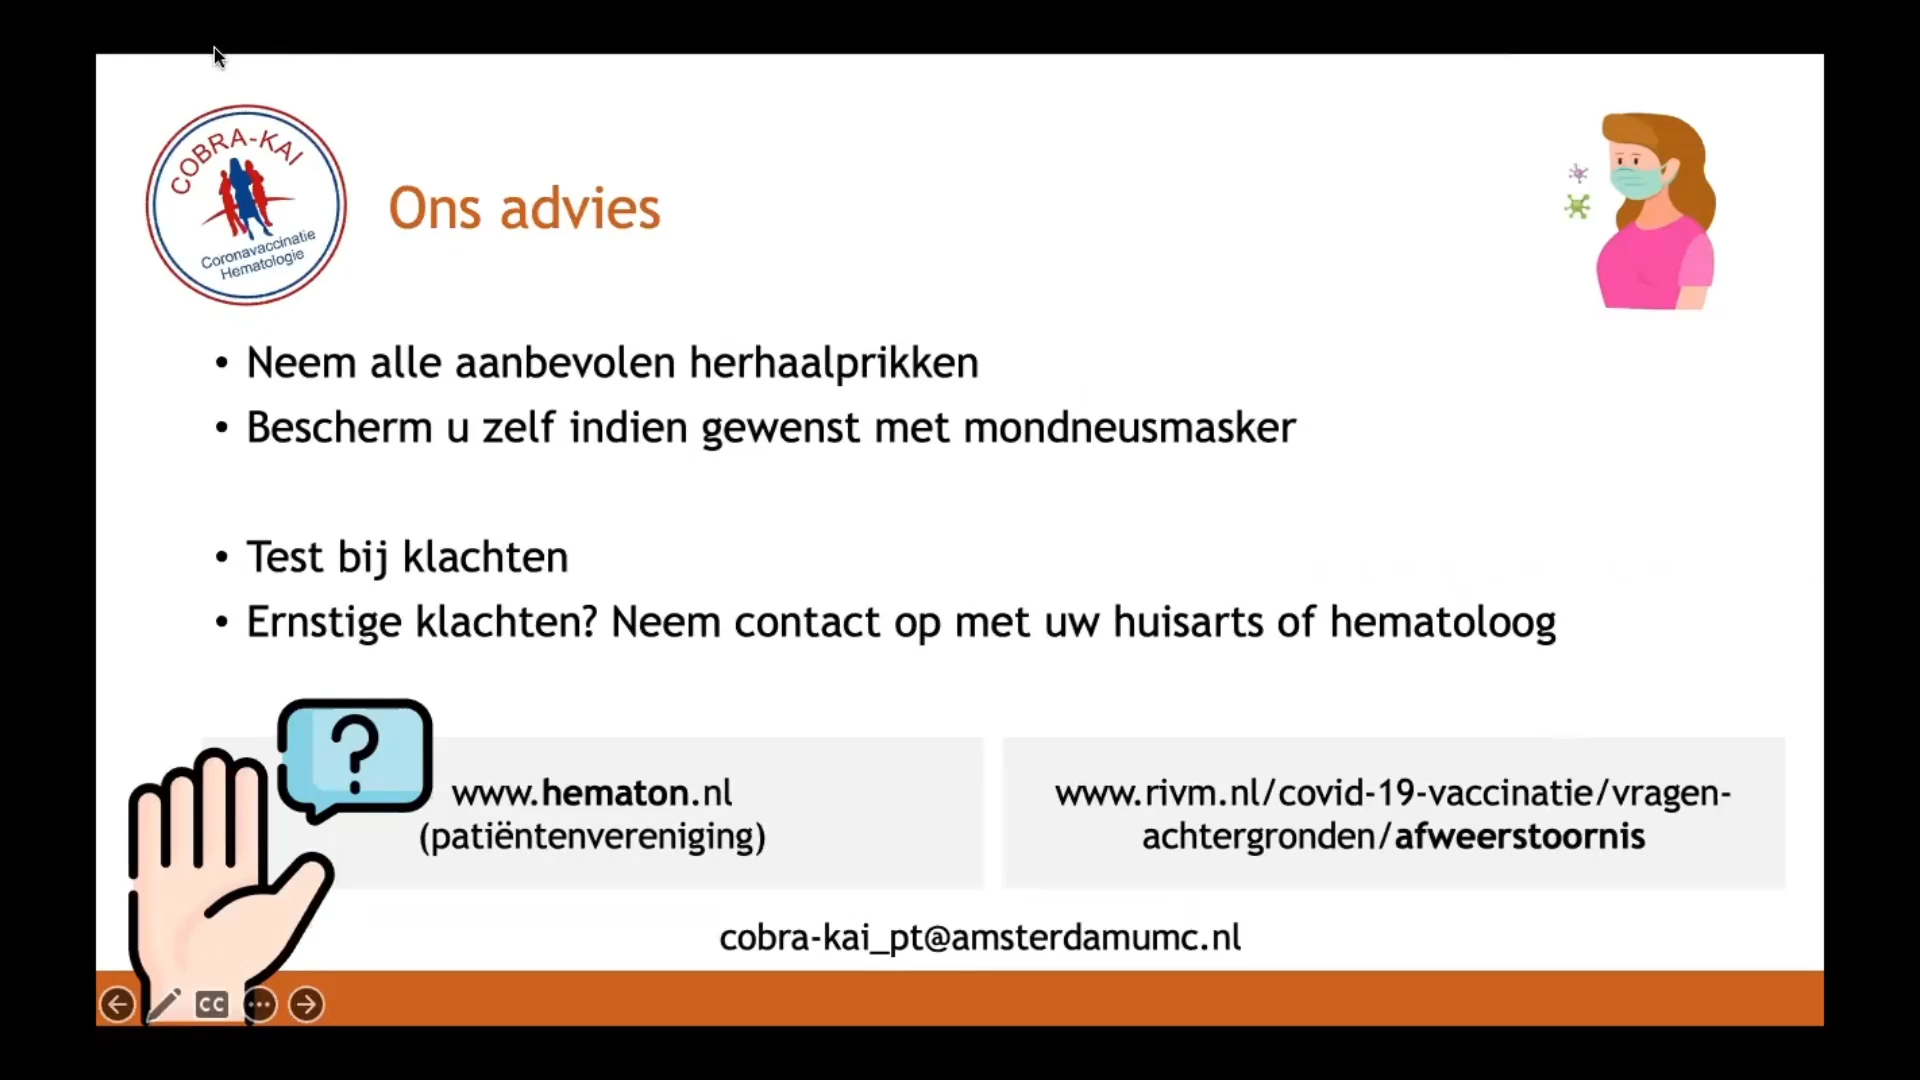 COBRA-KAI
Coronavaccinatie
Hematologie
Ons advies
• Neem alle aanbevolen herhaalprikken
• Bescherm u zelf indien gewenst met mondneusmasker
• Test bij klachten
• Ernstige klachten? Neem contact op met uw huisarts of hematoloog
?
www.hematon.nl
(patiëntenvereniging)
www.rivm.nl/covid-19-vaccinatie/vragen-
achtergronden/afweerstoornis
cobra-kai_pt@amsterdamumc.nl
CC